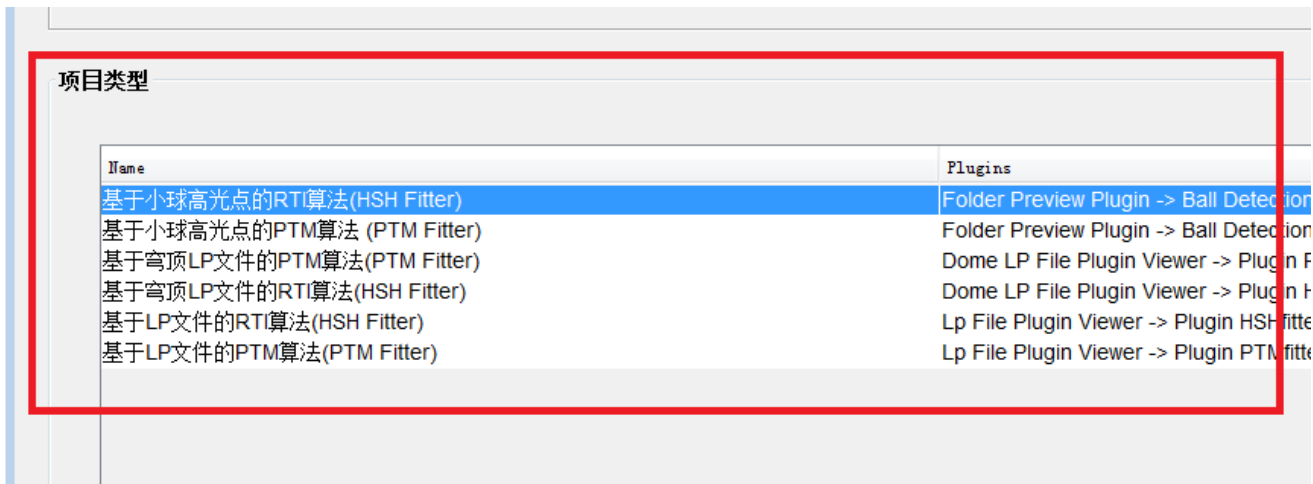 项目类型
Name Plugins
基于小球高光点的RTI算法(HSH Fitter) Folder Preview Plugin -> Ball Detection
基于小球高光点的PTM算法 (PTM Fitter) Folder Preview Plugin -> Ball Detection
基于穹顶LP文件的PTM算法(PTM Fitter) Dome LP File Plugin Viewer -> Plugin P
基于穹顶LP文件的RTI算法(HSH Fitter) Dome LP File Plugin Viewer -> Plugin H
基于LP文件的RTI算法(HSH Fitter) Lp File Plugin Viewer -> Plugin HSHfitte
基于LP文件的PTM算法(PTM Fitter) Lp File Plugin Viewer -> Plugin PTMfitte